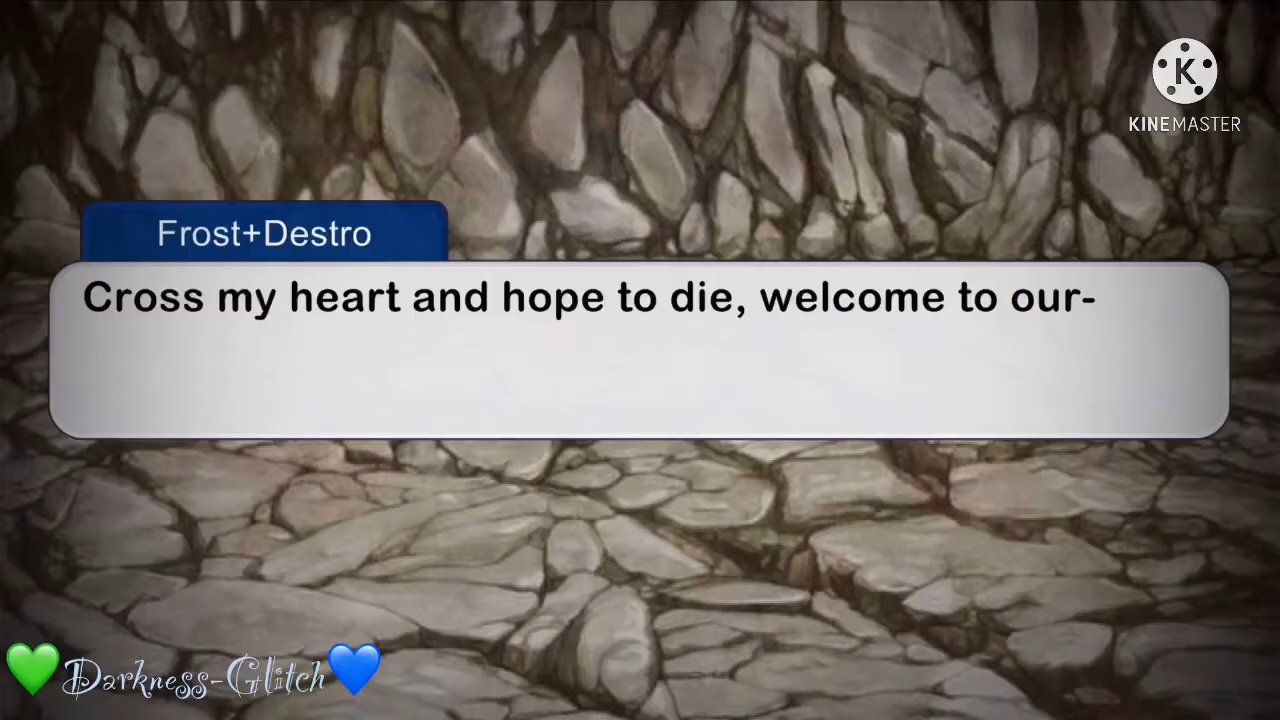 K
KINEMASTER
Frost+Destro
Cross my heart and hope to die, welcome to our-
💚Darkness-Glitch💙